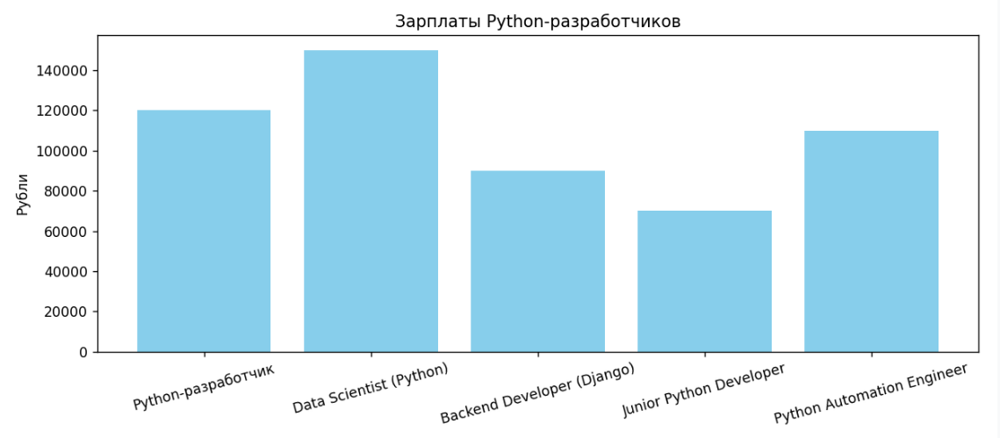 Зарплаты Python-разработчиков
Рубли
140000
120000
100000
80000
60000
40000
20000
0
Python-разработчик
Data Scientist (Python)
Backend Developer (Django)
Junior Python Developer
Python Automation Engineer